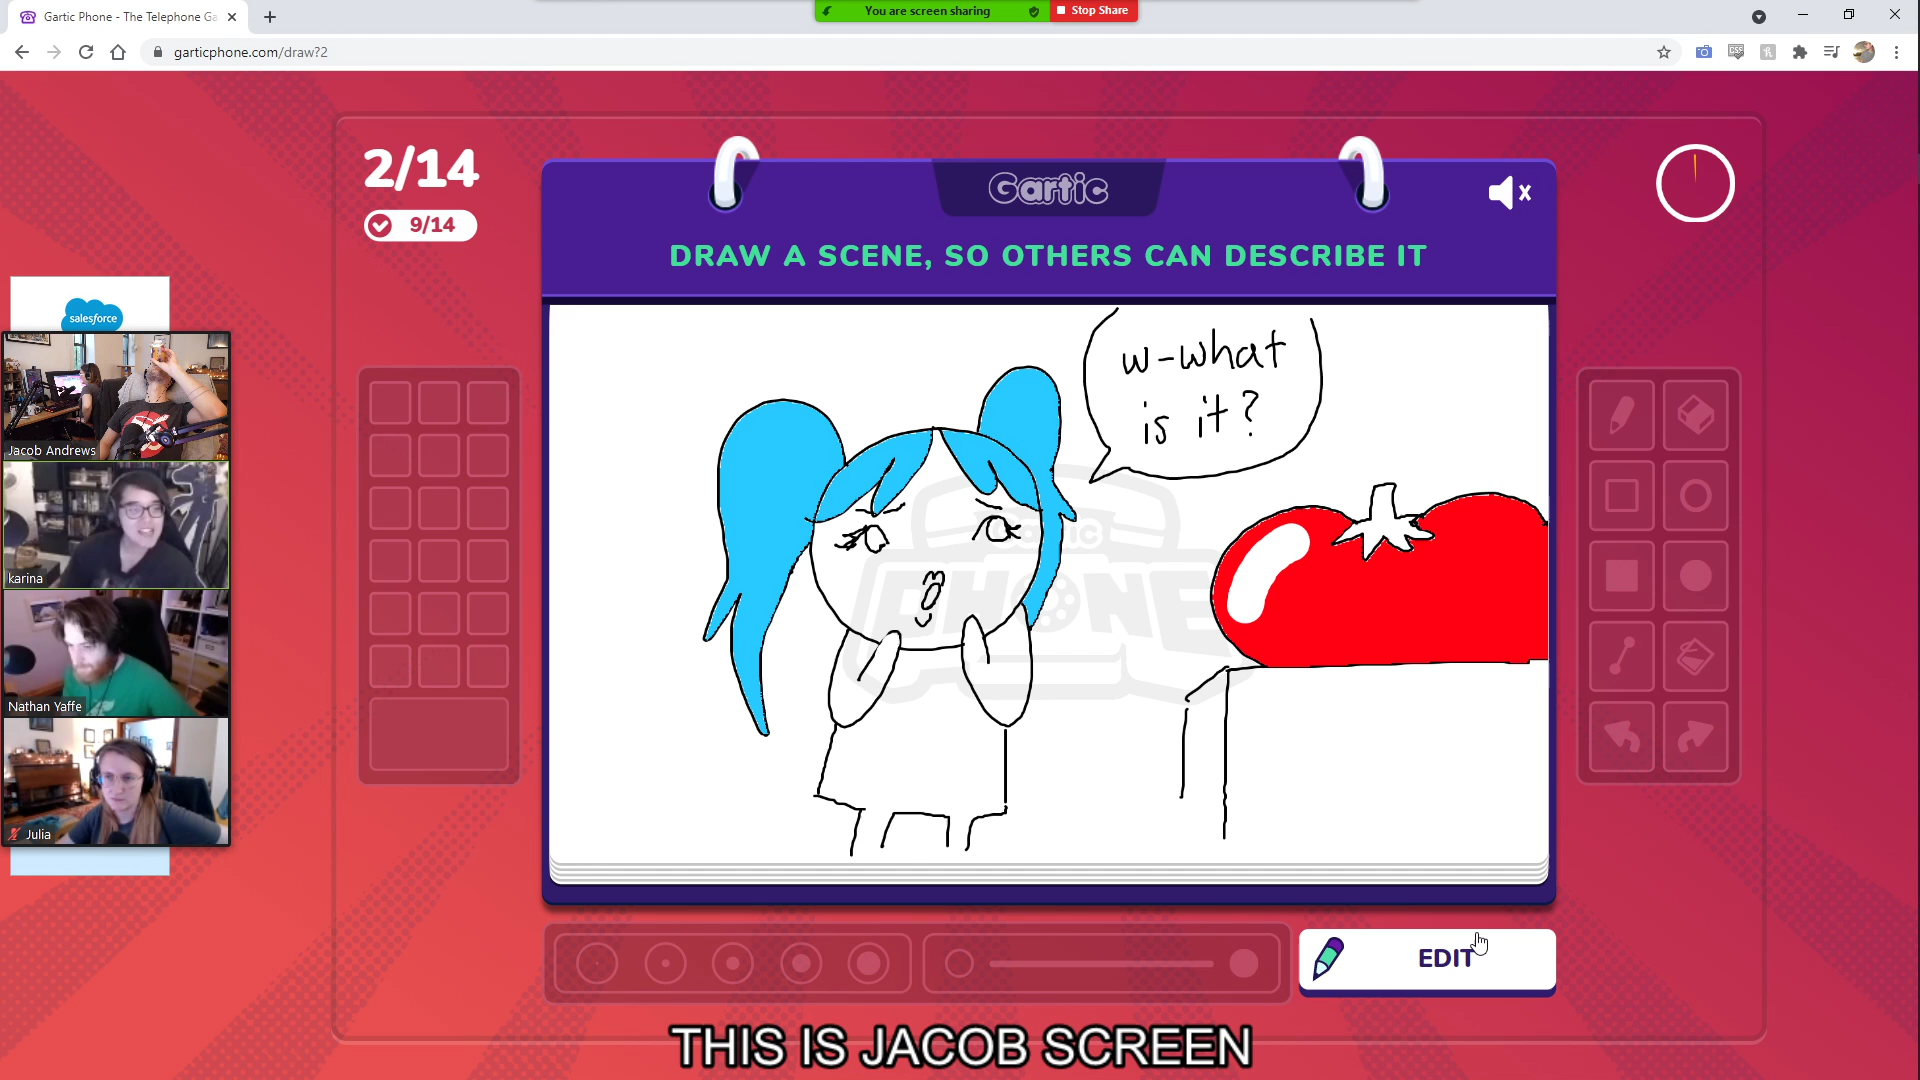 Gartic Phone - The Telephone Ga
You are screen sharing
Stop Share
garticphone.com/draw?2
2/14
9/14
Gartic
DRAW A SCENE, SO OTHERS CAN DESCRIBE IT
salesforce
Jacob Andrews
karina
Nathan Yaffe
Julia
w-what
is it?
Gartic
PHONE
EDIT
THIS IS JACOB SCREEN